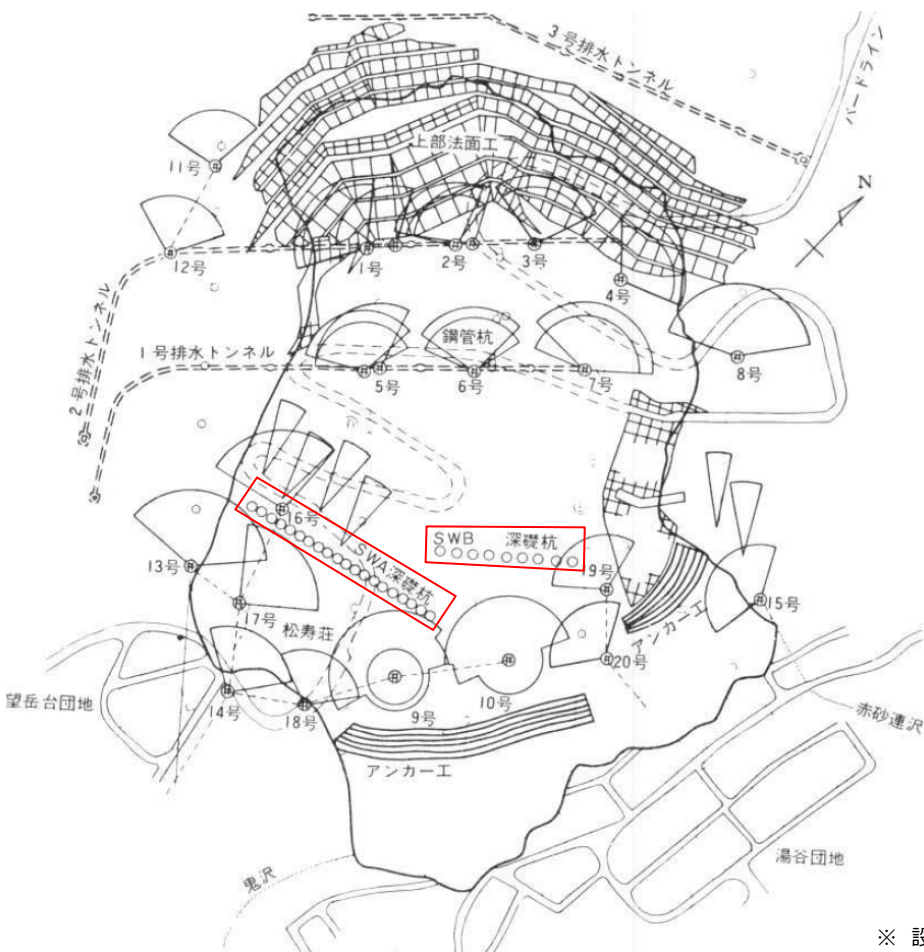 3号排水トンネル
バードライン
上部法面工
N
11号
12号
1号
2号
3号
4号
鋼管杭
1号排水トンネル
2号排水トンネル
5号
6号
7号
8号
16号
SWA深礎杭
SWB 深礎杭
13号
19号
17号
15号
松寿荘
アンカー工
20号
望岳台団地
14号
18号
9号
10号
赤砂連沢
アンカー工
湯谷団地
鬼沢
※ 設